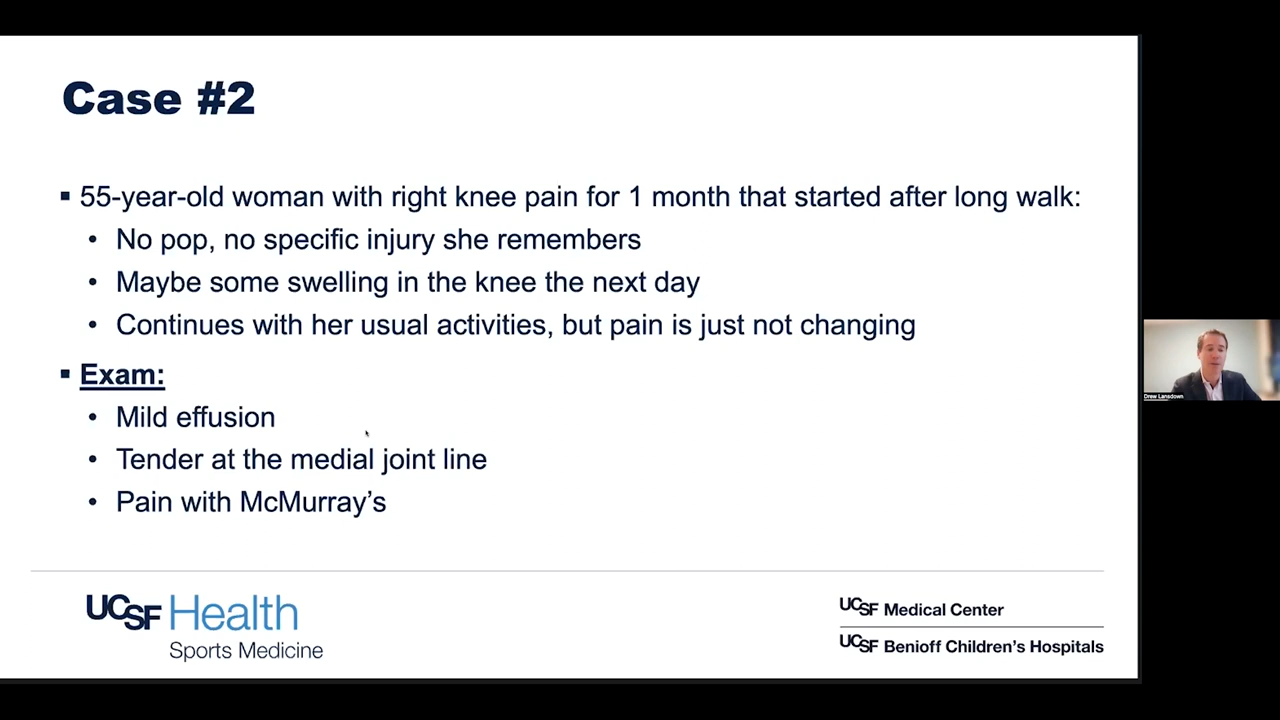 Case #2
▪ 55-year-old woman with right knee pain for 1 month that started after long walk:
• No pop, no specific injury she remembers
• Maybe some swelling in the knee the next day
• Continues with her usual activities, but pain is just not changing
▪ Exam:
• Mild effusion
• Tender at the medial joint line
• Pain with McMurray's
Drew Lansdown
UCSF Health
Sports Medicine
UCSF Medical Center
UCSF Benioff Children's Hospitals